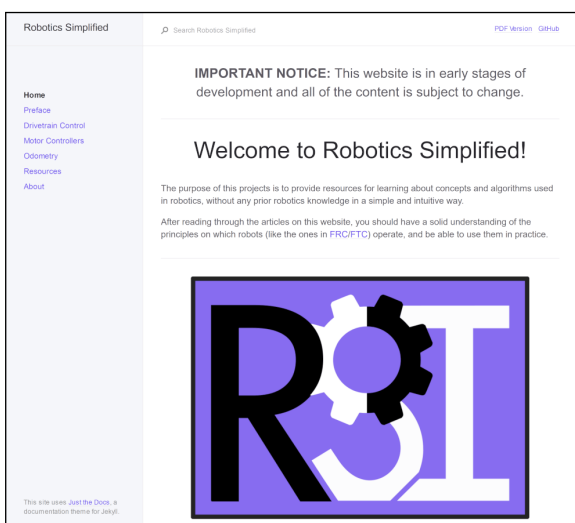 Robotics Simplified
Search Robotics Simplified
PDF Version GitHub
Home
Preface
Drivetrain Control
Motor Controllers
Odometry
Resources
About
IMPORTANT NOTICE: This website is in early stages of
development and all of the content is subject to change.
Welcome to Robotics Simplified!
The purpose of this projects is to provide resources for learning about concepts and algorithms used
in robotics, without any prior robotics knowledge in a simple and intuitive way.
After reading through the articles on this website, you should have a solid understanding of the
principles on which robots (like the ones in FRC/FTC) operate, and be able to use them in practice.
RSI
This site uses Just the Docs, a
documentation theme for Jekyll.